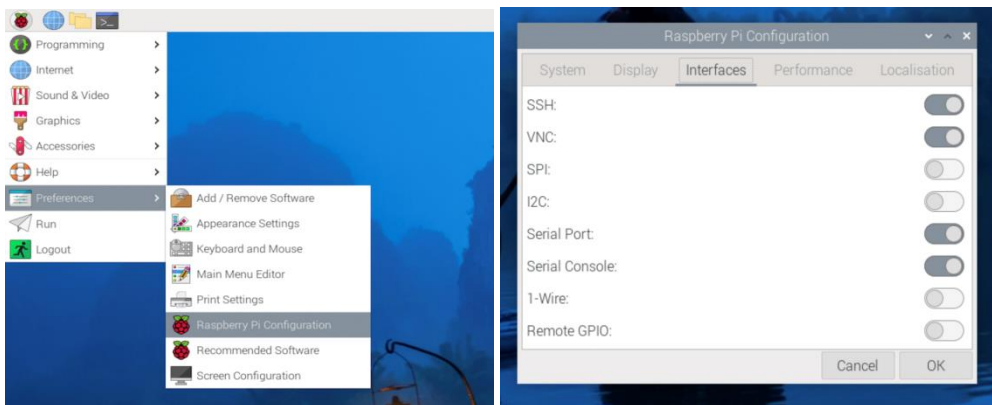 Programming
Internet
Sound & Video
Graphics
Accessories
Help
Preferences
Run
Logout
Add / Remove Software
Appearance Settings
Keyboard and Mouse
Main Menu Editor
Print Settings
Raspberry Pi Configuration
Recommended Software
Screen Configuration
Raspberry Pi Configuration
System Display Interfaces Performance Localisation
SSH:
VNC:
SPI:
I2C:
Serial Port:
Serial Console:
1-Wire:
Remote GPIO:
Cancel OK